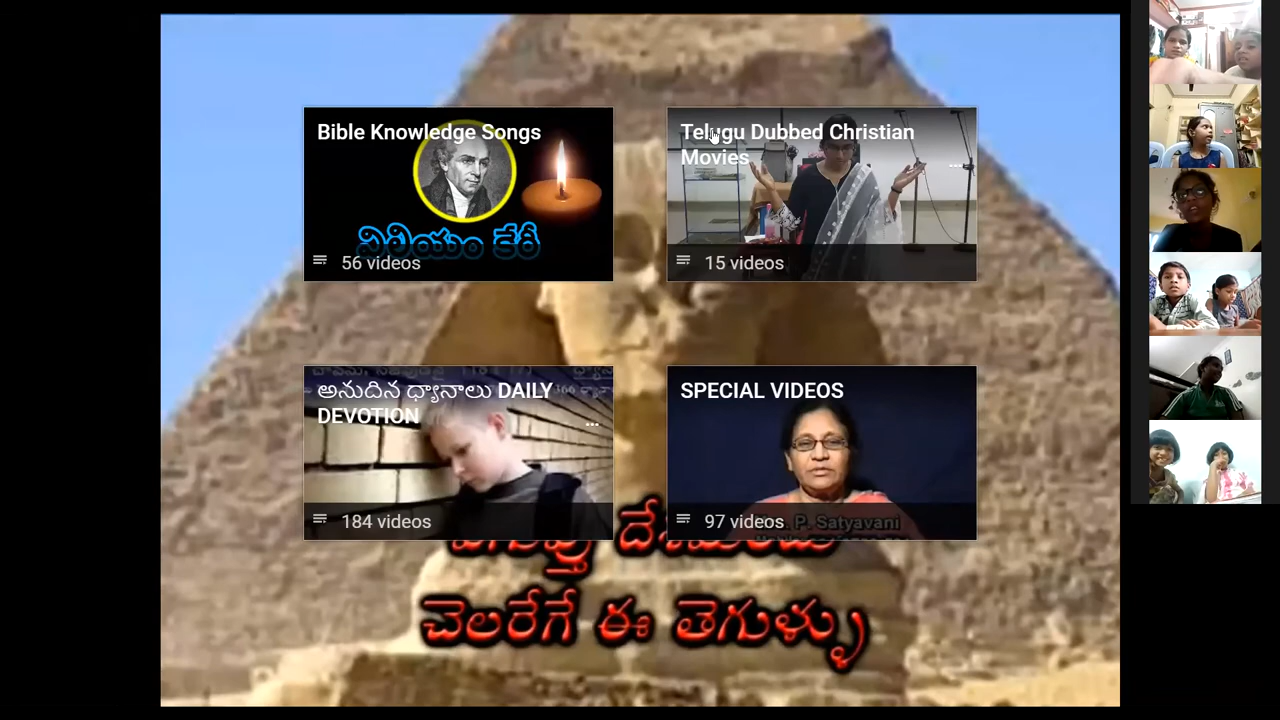 Bible Knowledge Songs
విలియం కేరీ
56 videos
Telugu Dubbed Christian
Movies
15 videos
అనుదిన ధ్యానాలు DAILY
DEVOTION
184 videos
SPECIAL VIDEOS
P. Satyavani
97 videos
చెలరేగే ఈ తెగుళ్ళు